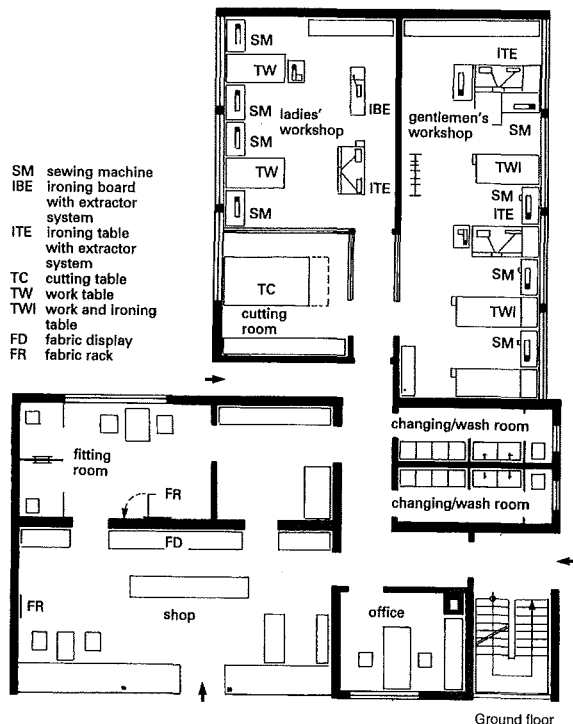 SM sewing machine
IBE ironing board
with extractor
system
ITE ironing table
with extractor
system
TC cutting table
TW work table
TWI work and ironing
table
FD fabric display
FR fabric rack
SM
TW
SM
SM
TW
SM
ladies'
workshop
IBE
ITE
TC
cutting
room
ITE
gentlemen's
workshop
SM
TWI
SM
ITE
SM
TWI
SM
changing/wash room
changing/wash room
fitting
room
FR
FD
FR
shop
office
Ground floor